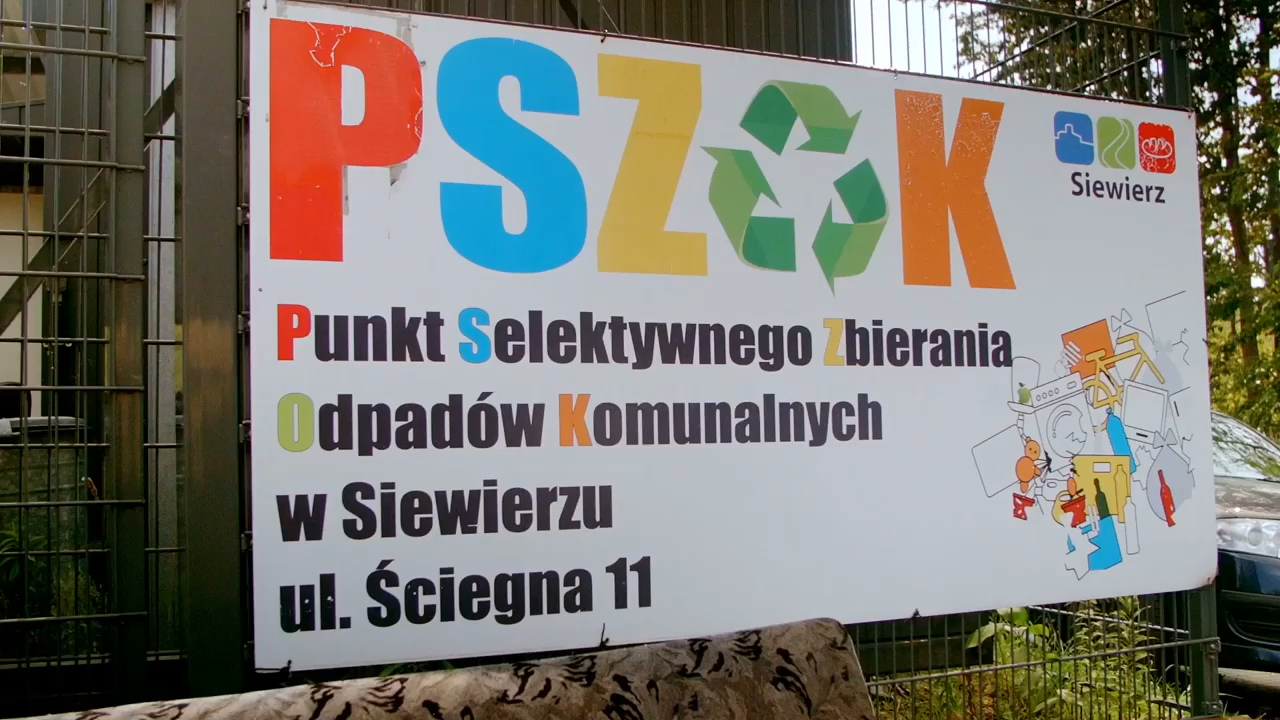 PSZOK
Siewierz
Punkt Selektywnego Zbierania
Odpadów Komunalnych
w Siewierzu
ul. Ściegna 11